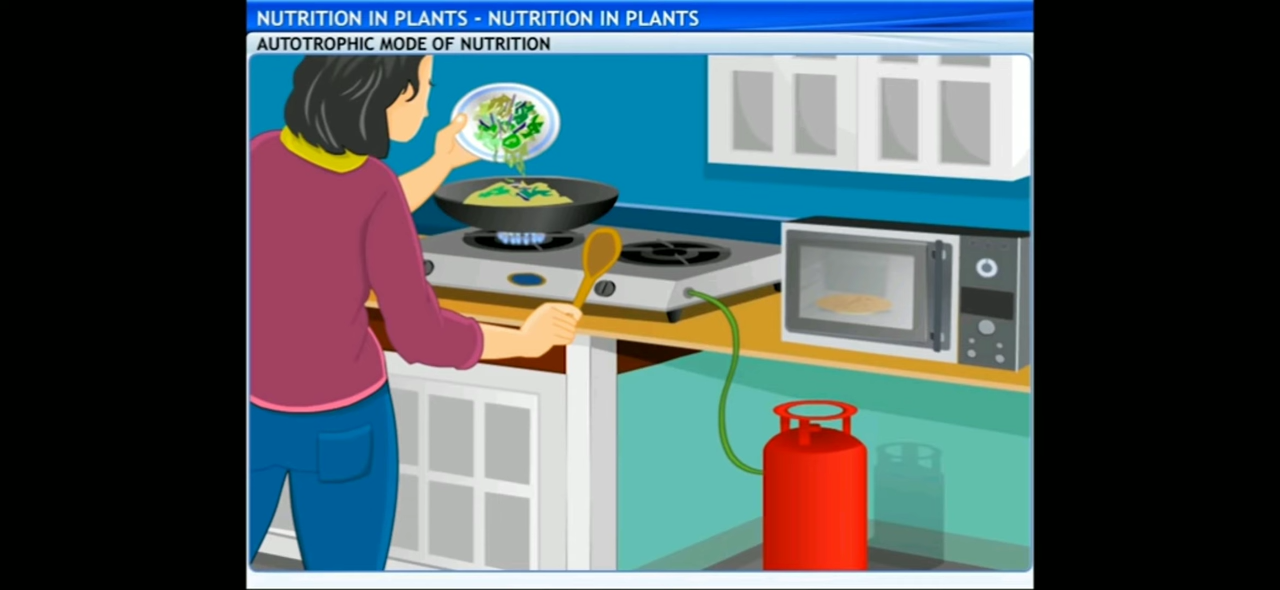 NUTRITION IN PLANTS - NUTRITION IN PLANTS
AUTOTROPHIC MODE OF NUTRITION